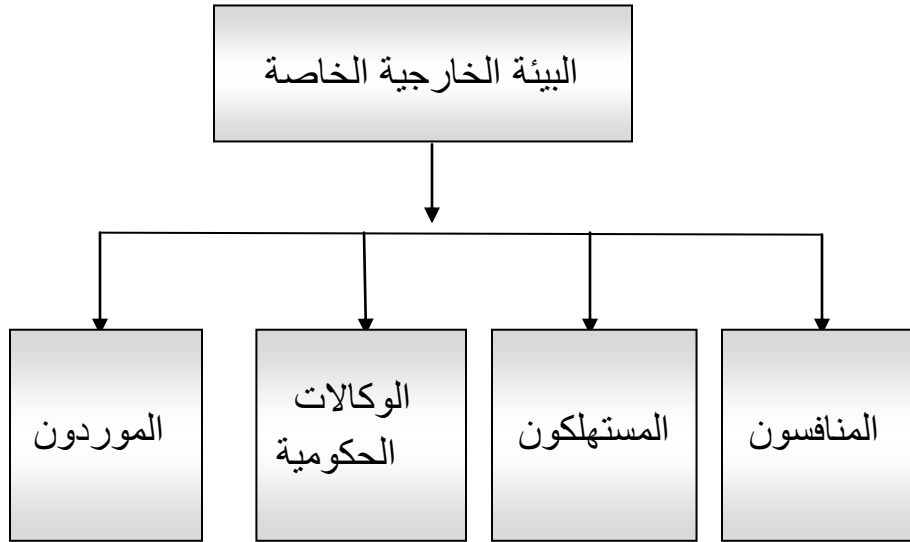 البيئة الخارجية الخاصة
المنافسون
المستهلكون
الوكالات
الحكومية
الموردون